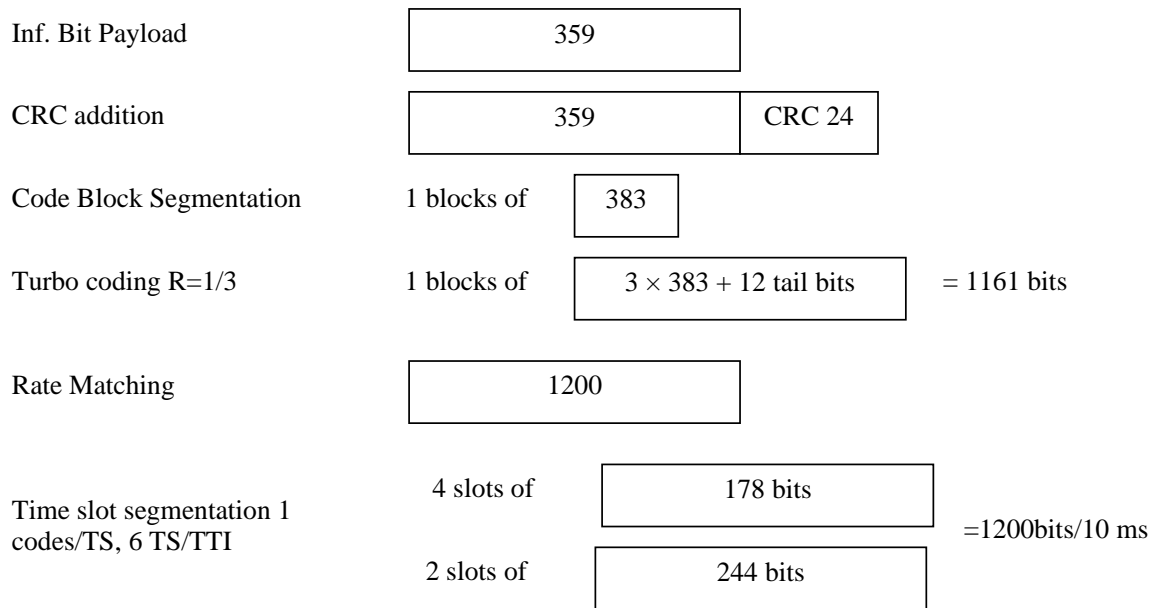 Inf. Bit Payload
359
CRC addition
359
CRC 24
Code Block Segmentation
1 blocks of
383
Turbo coding R=1/3
1 blocks of
3 × 383 + 12 tail bits
= 1161 bits
Rate Matching
1200
Time slot segmentation 1
codes/TS, 6 TS/TTI
4 slots of
178 bits
=1200bits/10 ms
2 slots of
244 bits